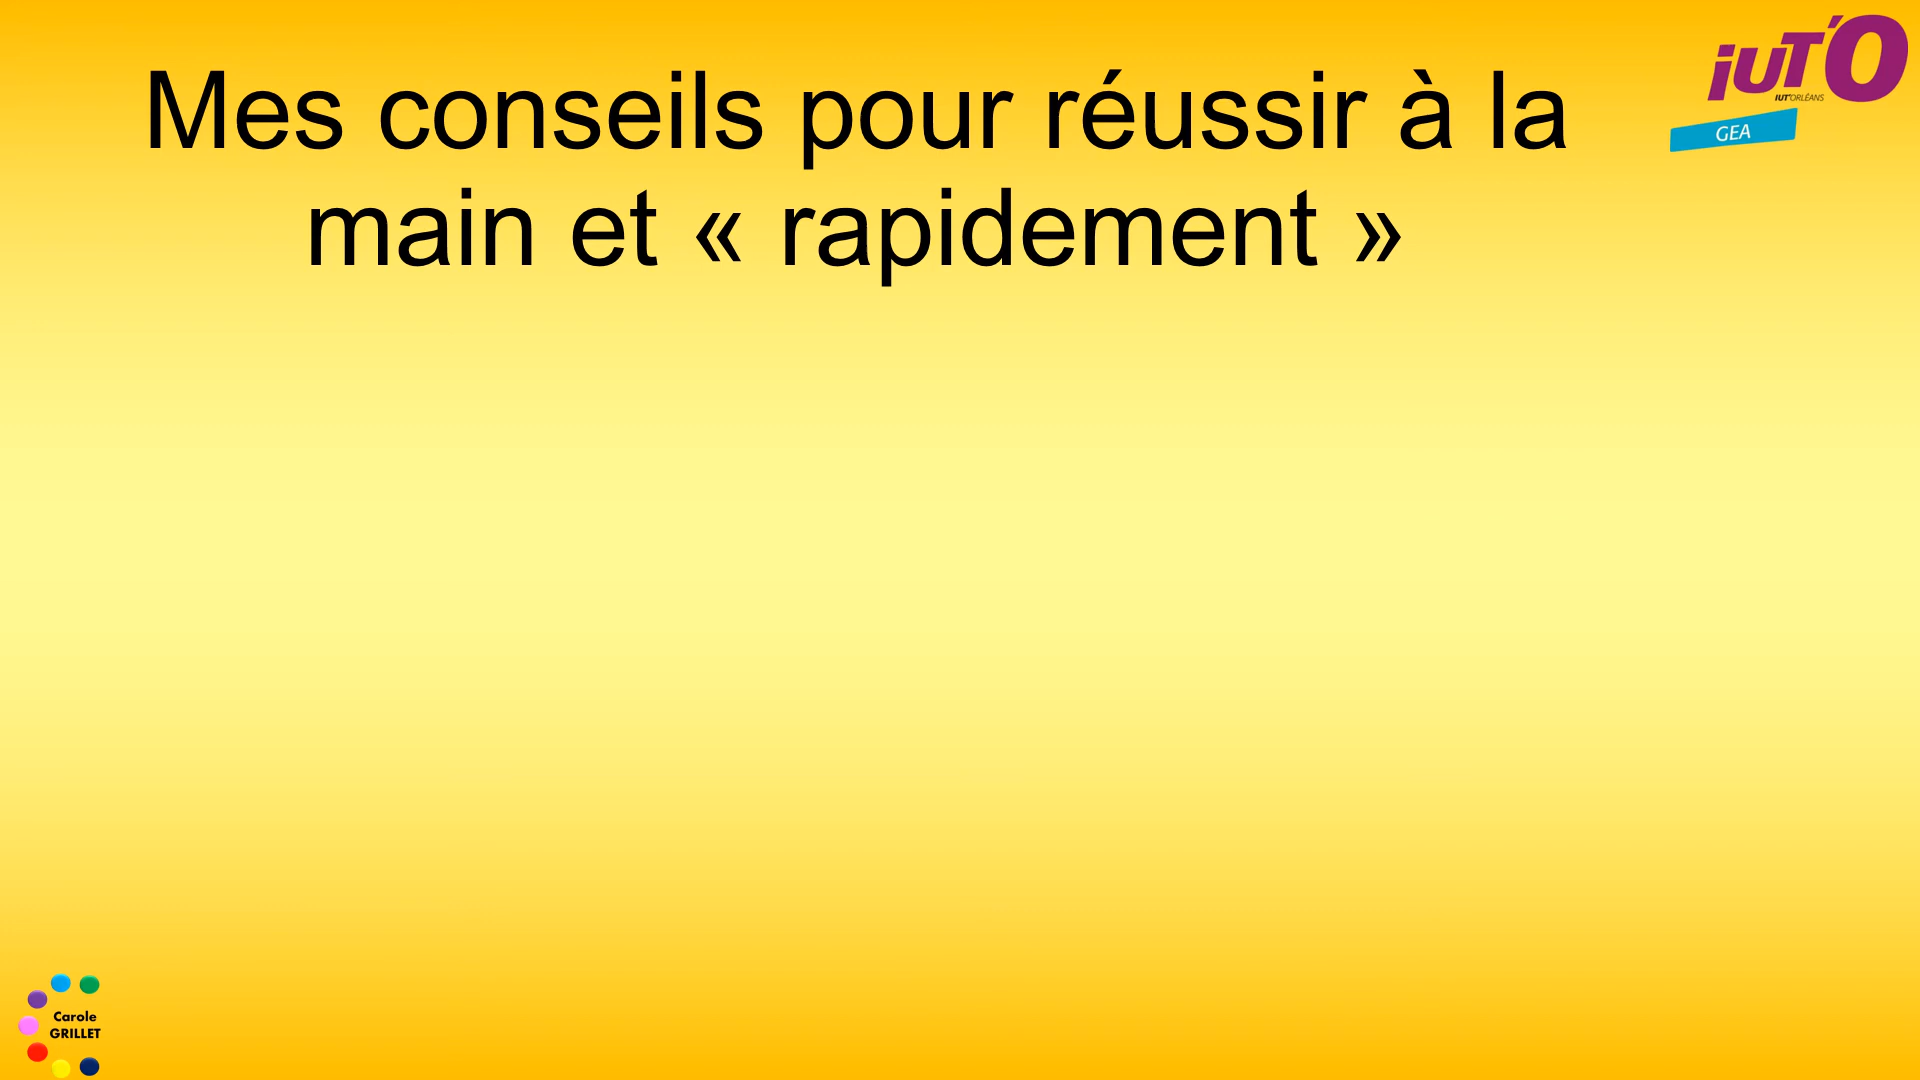 Mes conseils pour réussir à la
main et « rapidement »
iUT'O
IUT'ORLÉANS
GEA
Carole
GRILLET